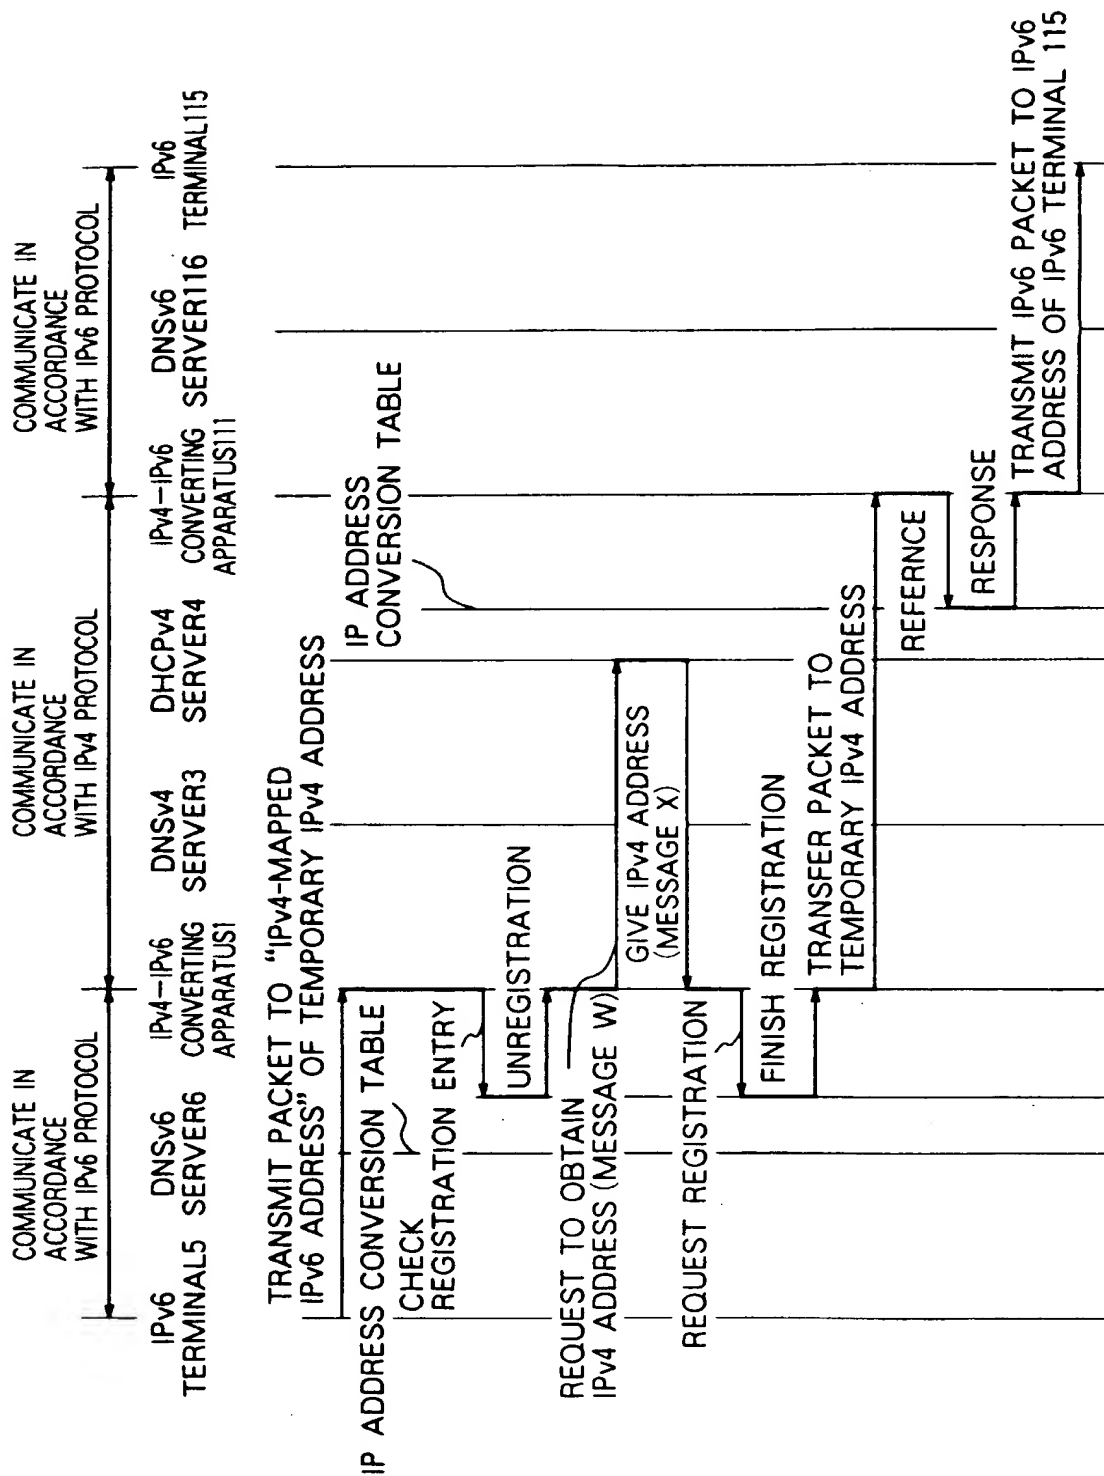 COMMUNICATE IN
ACCORDANCE
WITH IPv6 PROTOCOL
COMMUNICATE IN
ACCORDANCE
WITH IPv4 PROTOCOL
COMMUNICATE IN
ACCORDANCE
WITH IPv6 PROTOCOL
IPv6
TERMINAL5
DNSv6
SERVER6
IPv4-IPv6
CONVERTING
APPARATUS1
DNSv4
SERVER3
DHCPv4
SERVER4
IPv4-IPv6
CONVERTING
APPARATUS111
DNSv6
SERVER116
IPv6
TERMINAL115
TRANSMIT PACKET TO "IPv4-MAPPED
IPv6 ADDRESS" OF TEMPORARY IPv4 ADDRESS
IP ADDRESS CONVERSION TABLE
IP ADDRESS
CONVERSION TABLE
CHECK
REGISTRATION ENTRY
UNREGISTRATION
REQUEST TO OBTAIN
IPv4 ADDRESS (MESSAGE W)
GIVE IPv4 ADDRESS
(MESSAGE X)
REQUEST REGISTRATION
FINISH REGISTRATION
TRANSFER PACKET TO
TEMPORARY IPv4 ADDRESS
REFERNCE
RESPONSE
TRANSMIT IPv6 PACKET TO IPv6
ADDRESS OF IPv6 TERMINAL 115